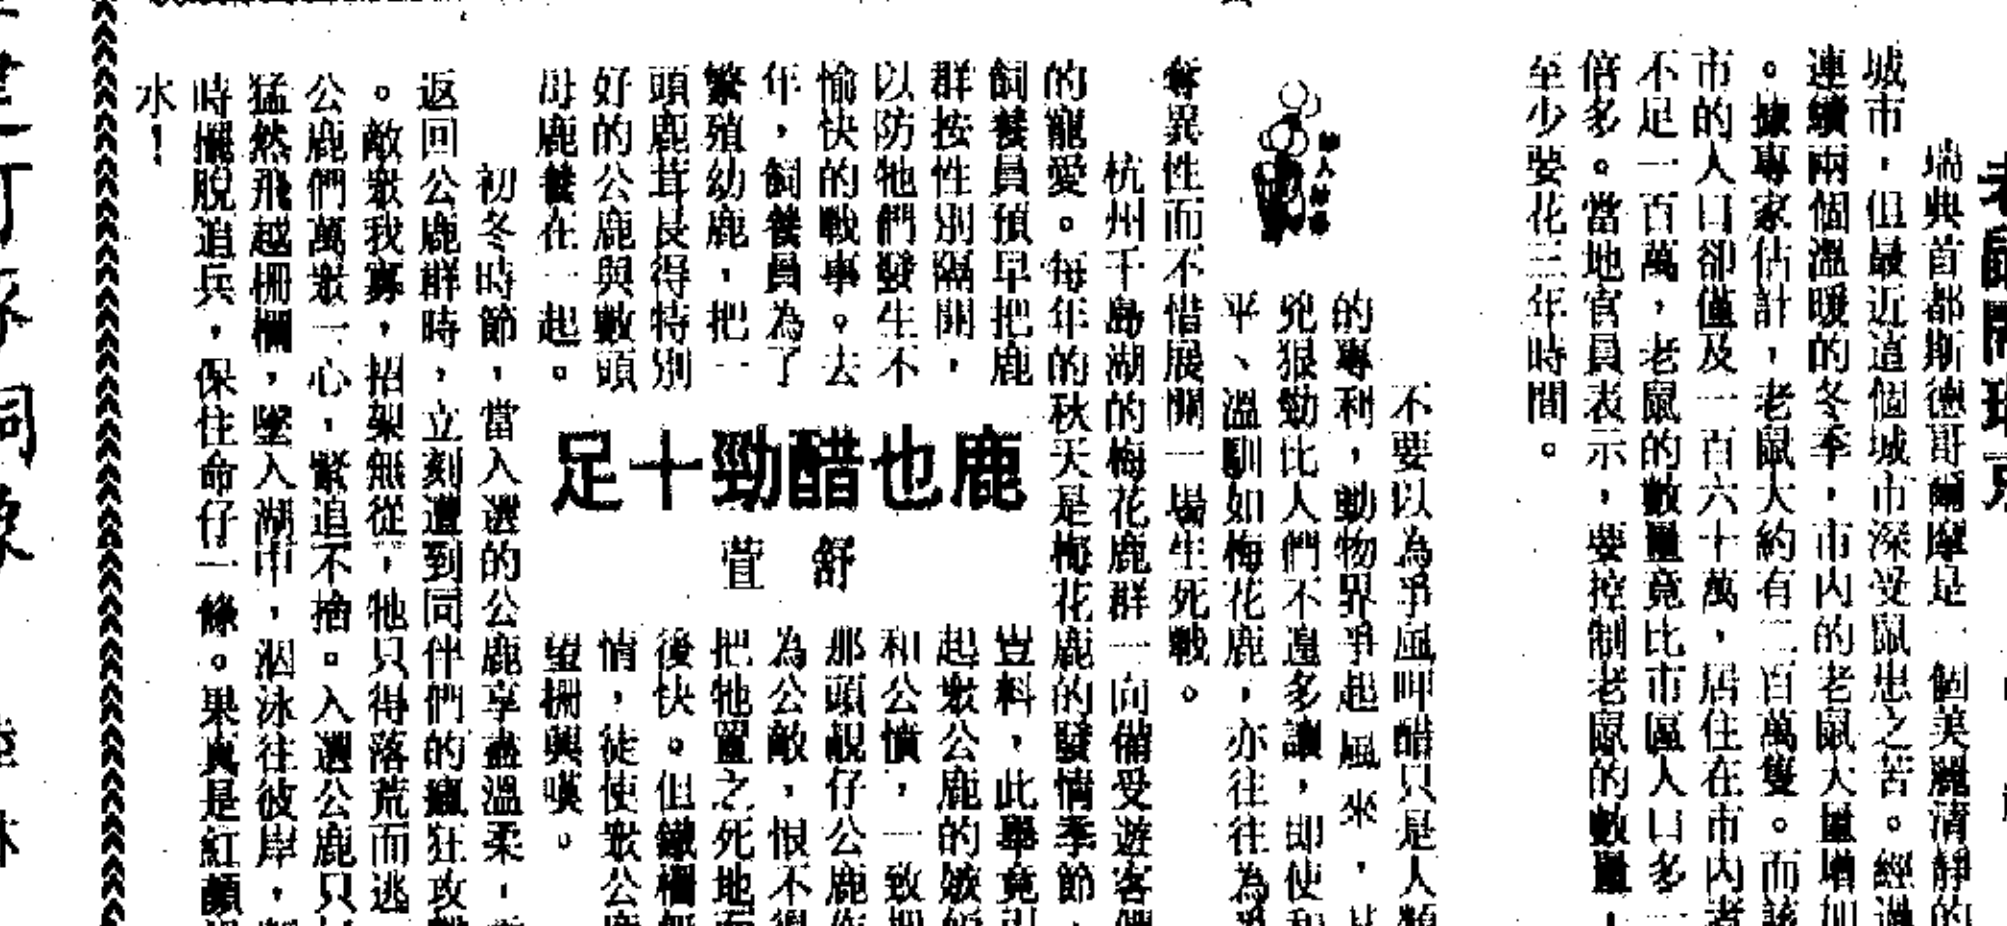 瑞典首都斯德哥爾摩是一個美麗清靜的
城市，但最近這個城市深受鼠患之苦。經過
連續兩個溫暖的冬季，市內的老鼠大量增加
。據專家估計，老鼠大約有二百萬隻。而該
市的人口卻僅及一百六十萬，居住在市內者
不足一百萬，老鼠的數量竟比市區人口多一
倍多。當地官員表示，要控制老鼠的數量，
至少要花三年時間。
鹿也醋勁十足
舒萱
不要以為爭風呷醋只是人類
的專利，動物界爭起風來，其
兇狠勁比人們不遑多讓，即使和
平、溫馴如梅花鹿，亦往往為爭
奪異性而不惜展開一場生死戰。
杭州千島湖的梅花鹿群一向備受遊客
的寵愛。每年的秋天是梅花鹿的發情季節，
飼養員預早把鹿
群按性別隔開，
以防牠們發生不
愉快的戰事。去
年，飼養員為了
繁殖幼鹿，把一
頭鹿茸長得特別
好的公鹿與數頭
母鹿養在一起。
豈料，此舉竟引
起眾公鹿的
和公憤，一致把
那頭靚仔公鹿
為公敵，恨不得
把牠置之死地而
後快。但鐵柵無
情，徒使眾公鹿
望柵興嘆。
初冬時節，當入選的公鹿享盡溫柔，
返回公鹿群時，立刻遭到同伴們的瘋狂攻擊
。敵眾我寡，招架無從，牠只得落荒而逃
公鹿們萬眾一心，緊追不捨。入選公鹿只
猛然飛越柵欄，墜入湖中，泅泳往彼岸，
時擺脫追兵，保住命仔一條。果真是紅顏
水！